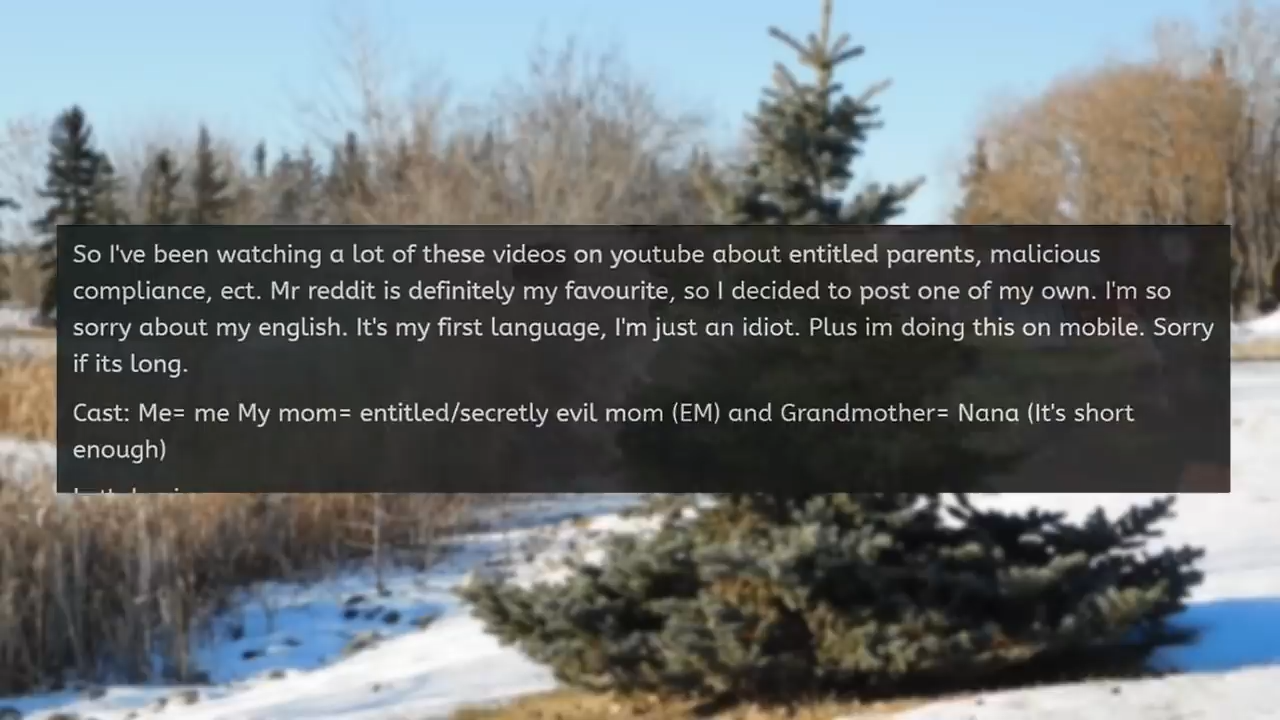 So I've been watching a lot of these videos on youtube about entitled parents, malicious
compliance, ect. Mr reddit is definitely my favourite, so I decided to post one of my own. I'm so
sorry about my english. It's my first language, I'm just an idiot. Plus im doing this on mobile. Sorry
if its long.
Cast: Me= me My mom= entitled/secretly evil mom (EM) and Grandmother= Nana (It's short
enough)